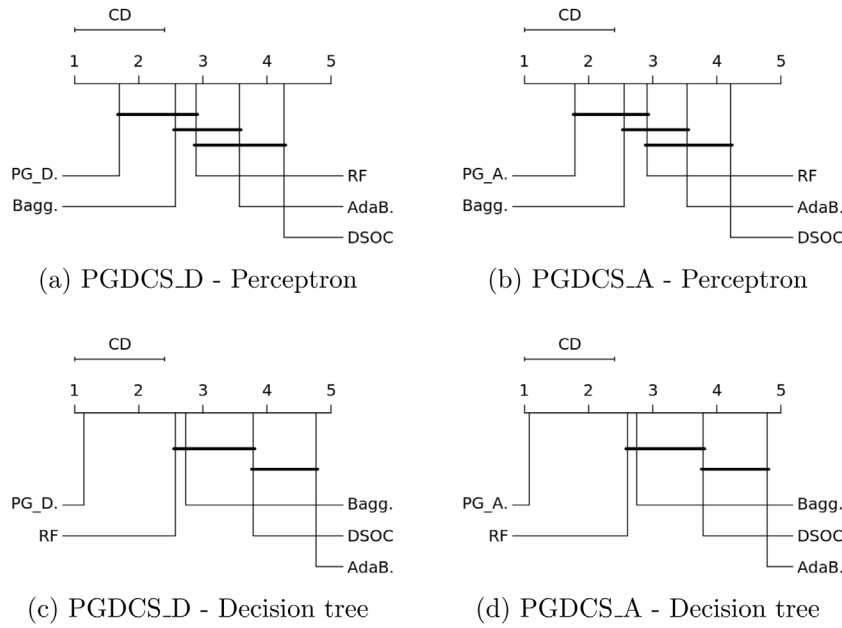 CD
1 2 3 4 5
PG_D. RF
Bagg. AdaB.
DSOC
(a) PGDCS_D - Perceptron
CD
1 2 3 4 5
PG_A. RF
Bagg. AdaB.
DSOC
(b) PGDCS_A - Perceptron
CD
1 2 3 4 5
PG_D. Bagg.
RF DSOC
AdaB.
(c) PGDCS_D - Decision tree
CD
1 2 3 4 5
PG_A. Bagg.
RF DSOC
AdaB.
(d) PGDCS_A - Decision tree